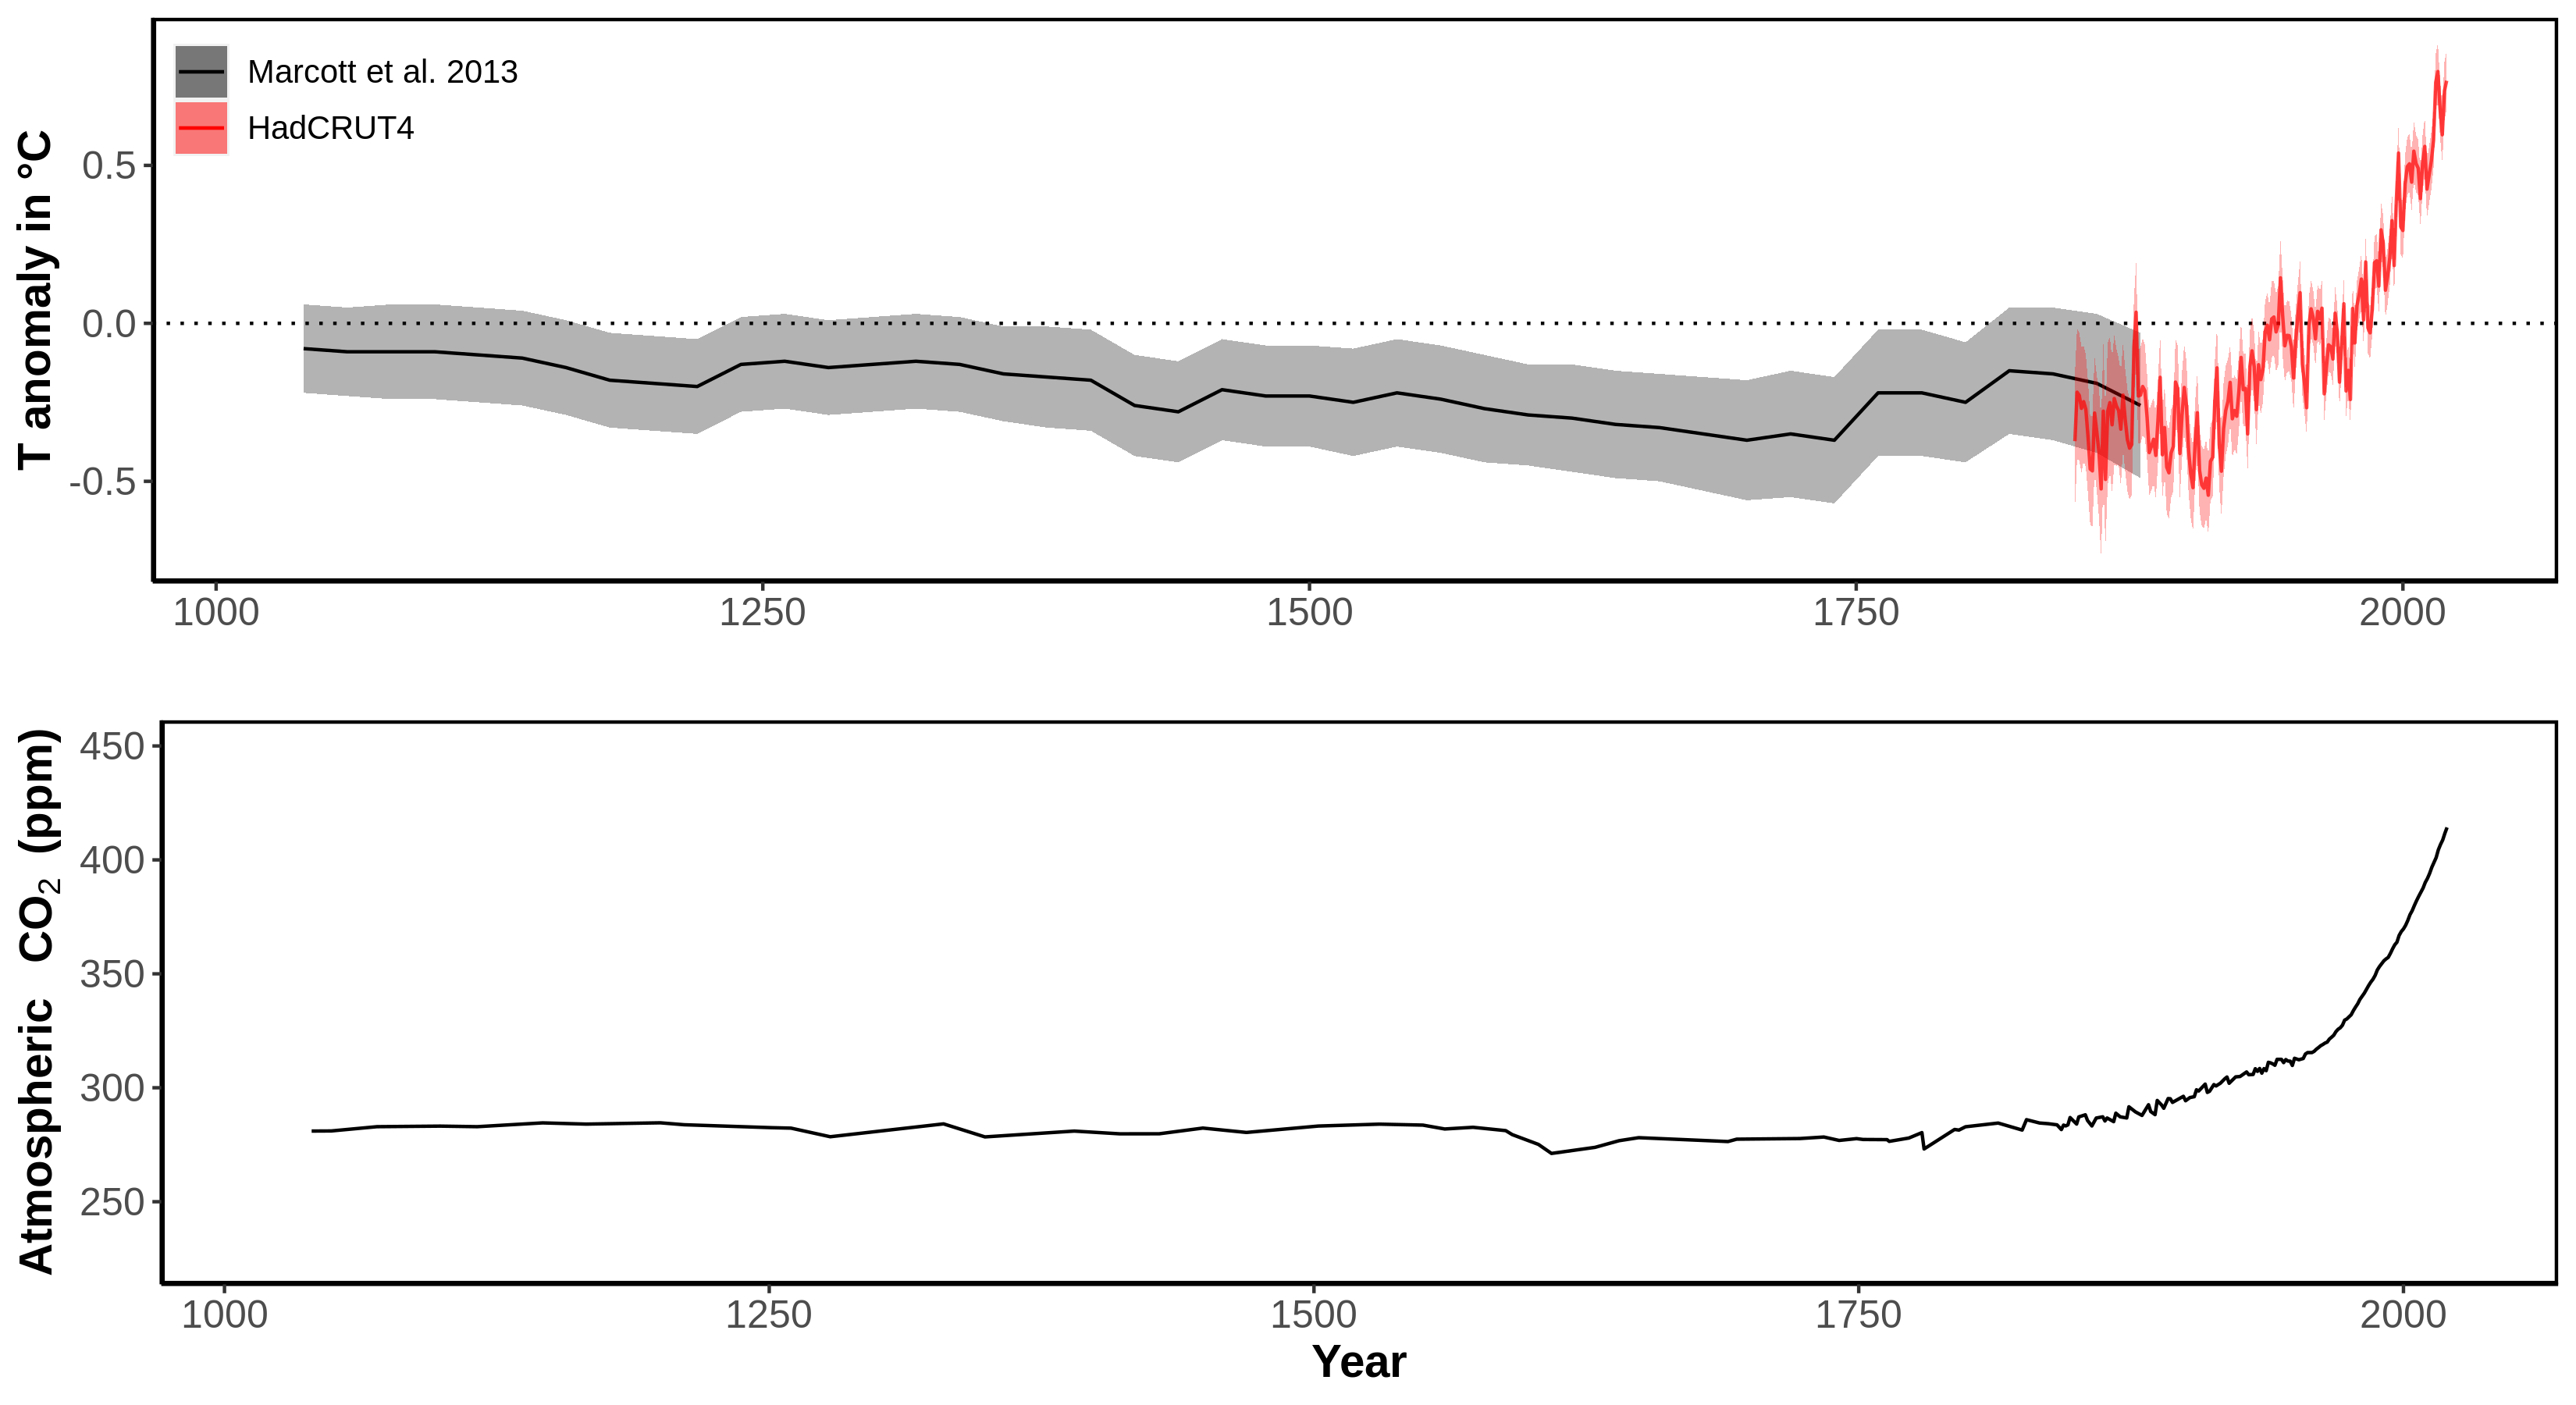 Marcott et al. 2013
HadCRUT4
T anomaly in °C
0.5
0.0
-0.5
1000 1250 1500 1750 2000
Atmospheric CO₂ (ppm)
450
400
350
300
250
1000 1250 1500 1750 2000
Year